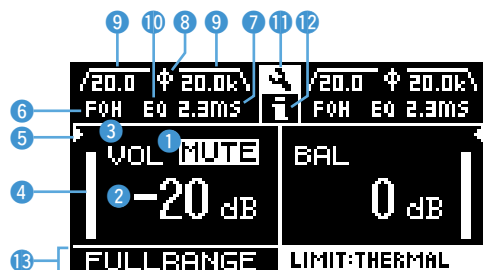 9 10 8 9 7 11 12
20.0 Φ 20.0k 20.0 Φ 20.0k
6 FOH EQ 2.3MS i FOH EQ 2.3MS
5 3 1
VOL MUTE BAL
4 2 -20 dB 0 dB
13 FULLRANGE LIMIT:THERMAL